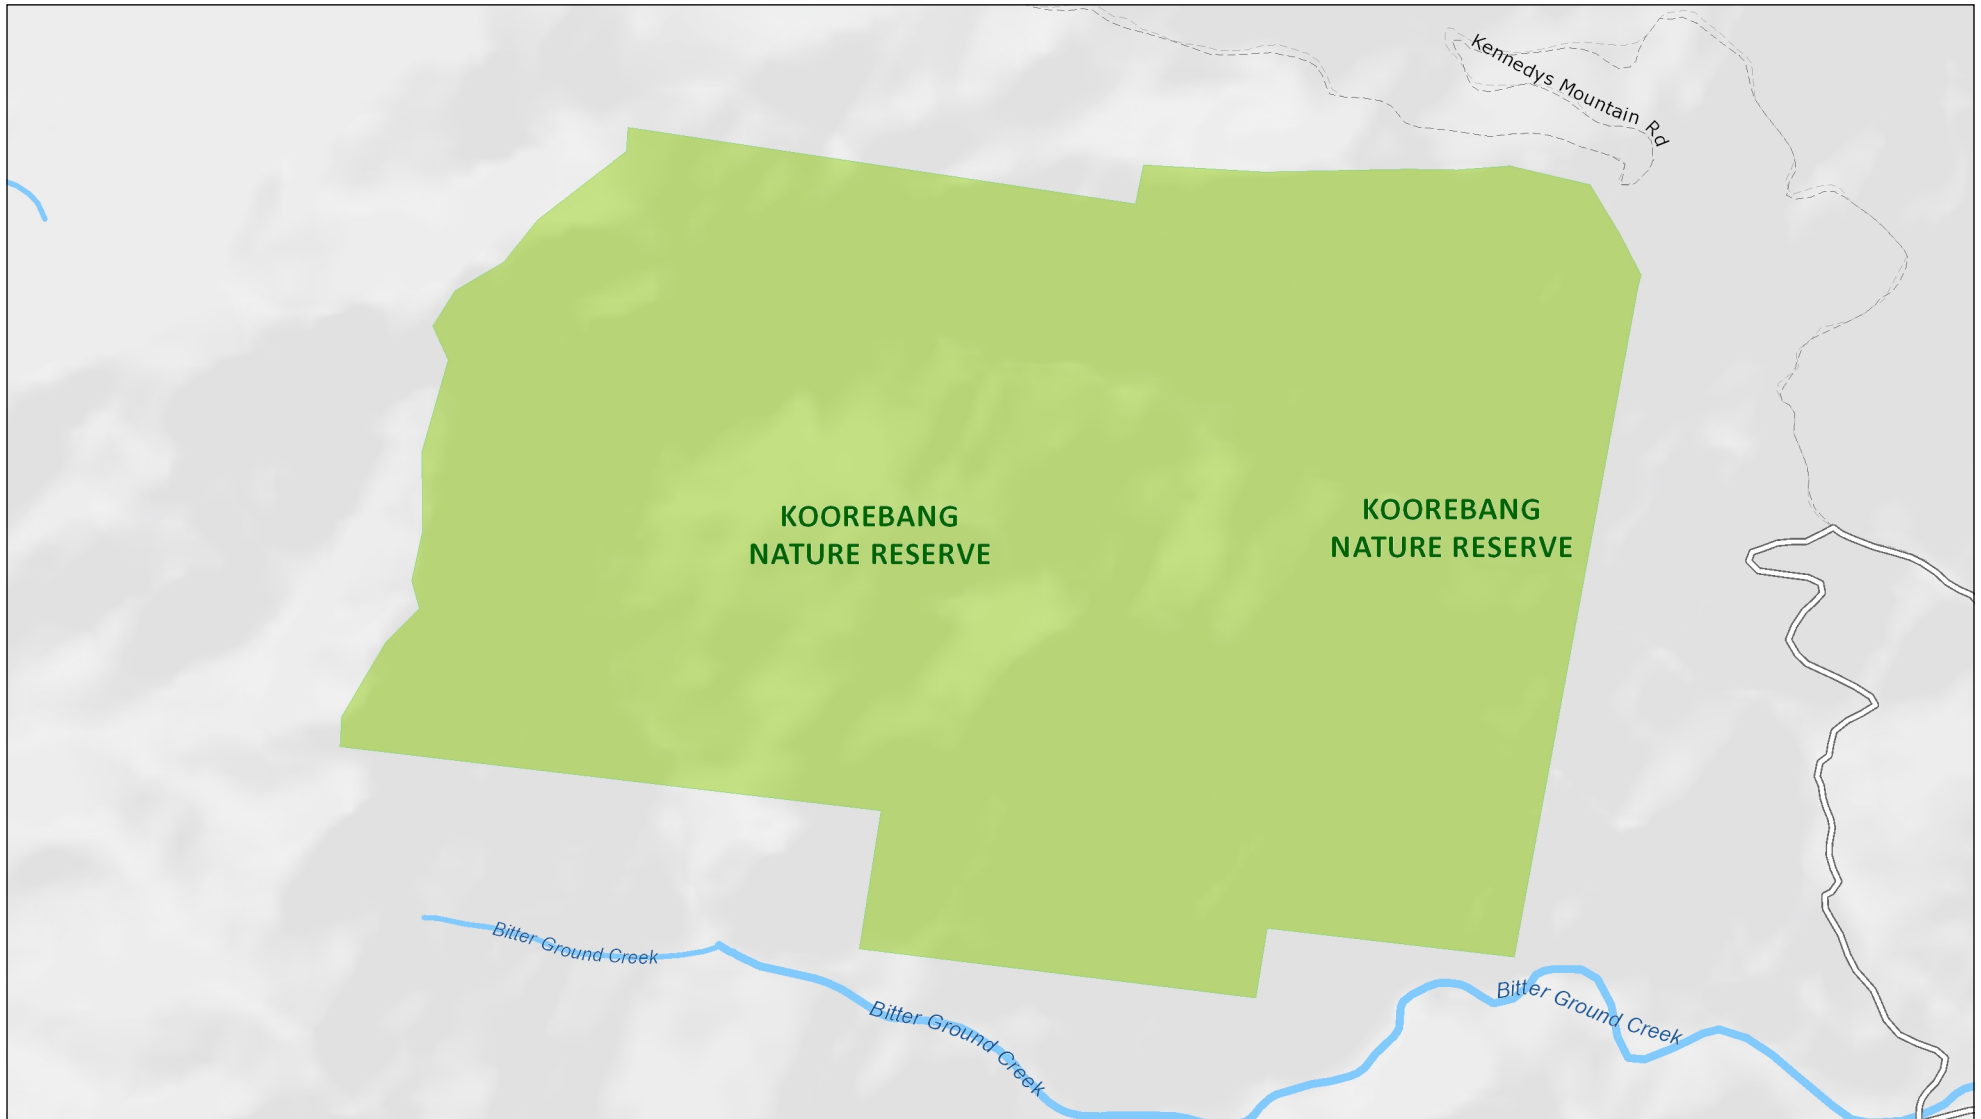 Kennedys Mountain Rd
KOOREBANG
NATURE RESERVE
KOOREBANG
NATURE RESERVE
Bitter Ground Creek
Bitter Ground Creek
Bitter Ground Creek